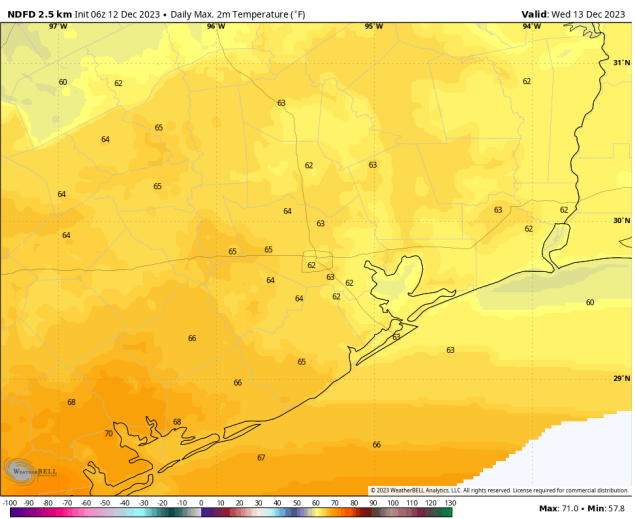 NDFD 2.5 km Init 06z 12 Dec 2023 • Daily Max. 2m Temperature (°F)
Valid: Wed 13 Dec 2023
97°W 96°W 95°W 94°W
31°N
60 62 62
63
65
64
62 63
65
64
64 63 62
63
62
30°N
64
65 65
62
63
64 62
64 62
60
66
63
63
65
66
29°N
68
68
70
66
67
WEATHERBELL
© 2023 WeatherBELL Analytics, LLC. All rights reserved. License required for commercial distribution.
-100 -90 -80 -70 -60 -50 -40 -30 -20 -10 0 10 20 30 40 50 60 70 80 90 100 110 120 130
Max: 71.0 • Min: 57.8